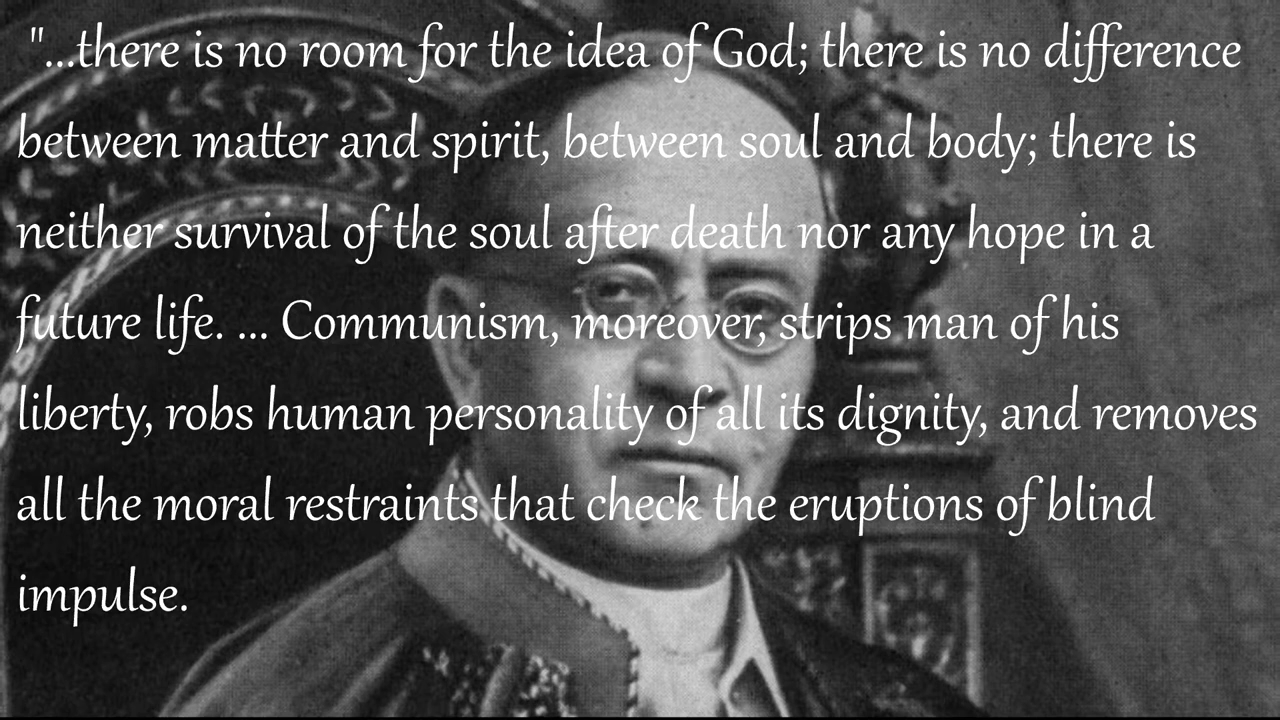 "...there is no room for the idea of God; there is no difference
between matter and spirit, between soul and body; there is
neither survival of the soul after death nor any hope in a
future life. ... Communism, moreover, strips man of his
liberty, robs human personality of all its dignity, and removes
all the moral restraints that check the eruptions of blind
impulse.